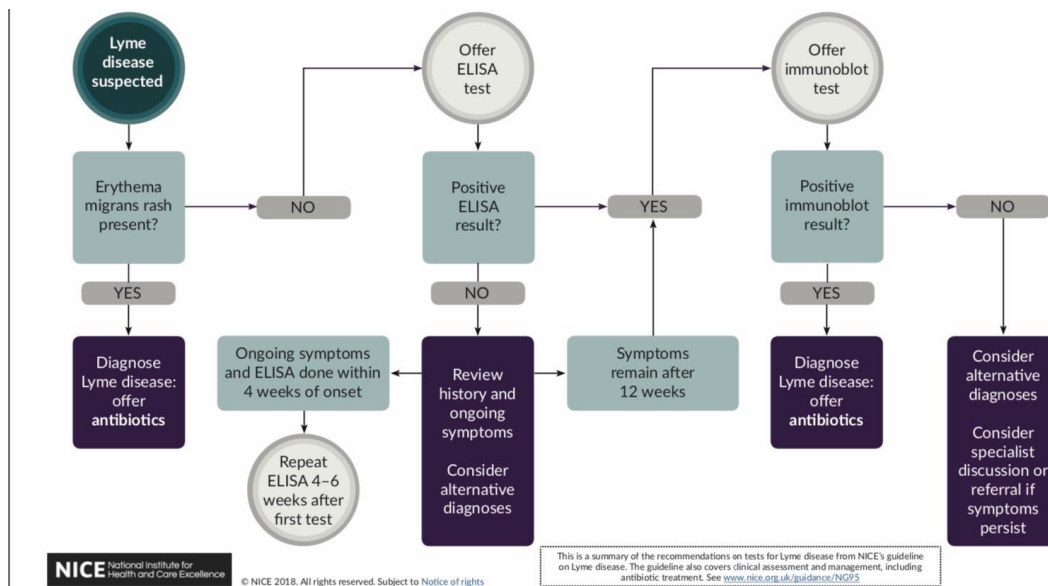 Lyme
disease
suspected
Erythema
migrans rash
present?
NO
YES
Diagnose
Lyme disease:
offer
antibiotics
Offer
ELISA
test
Positive
ELISA
result?
YES
NO
Review
history and
ongoing
symptoms
Consider
alternative
diagnoses
Ongoing symptoms
and ELISA done within
4 weeks of onset
Repeat
ELISA 4–6
weeks after
first test
Symptoms
remain after
12 weeks
Offer
immunoblot
test
Positive
immunoblot
result?
NO
YES
Diagnose
Lyme disease:
offer
antibiotics
Consider
alternative
diagnoses
Consider
specialist
discussion or
referral if
symptoms
persist
NICE National Institute for
Health and Care Excellence
© NICE 2018. All rights reserved. Subject to Notice of rights
This is a summary of the recommendations on tests for Lyme disease from NICE's guideline
on Lyme disease. The guideline also covers clinical assessment and management, including
antibiotic treatment. See www.nice.org.uk/guidance/NG95